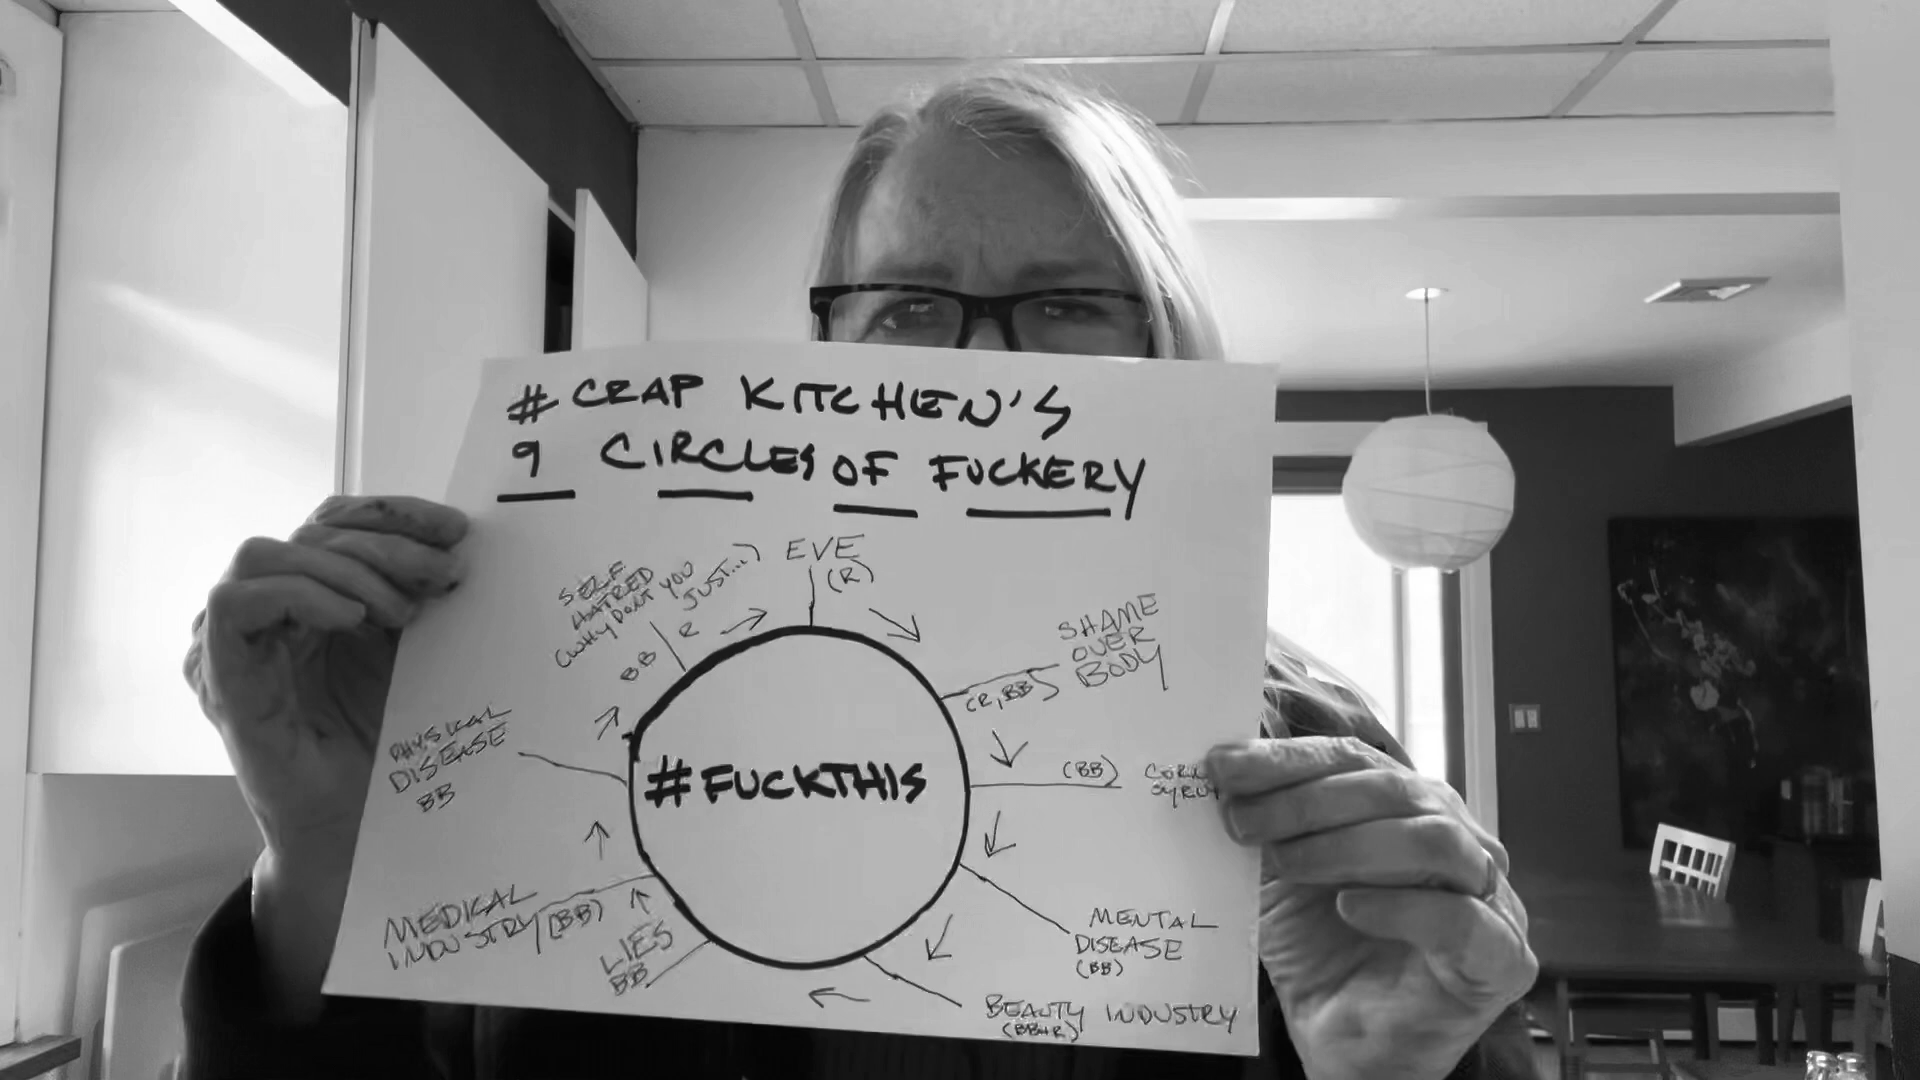 # CRAP KITCHEN'S
9 CIRCLES OF FUCKERY
EVE
(R)
SHAME
OVER
BODY
(R, BB)
(BB)
MENTAL
DISEASE
(BB)
BEAUTY INDUSTRY
LIES
BB
MEDICAL
INDUSTRY (BB)
PHYSICAL
DISEASE
BB
SELF
HATRED
(WHY DON'T YOU
JUST...)
BB
R
#FUCKTHIS